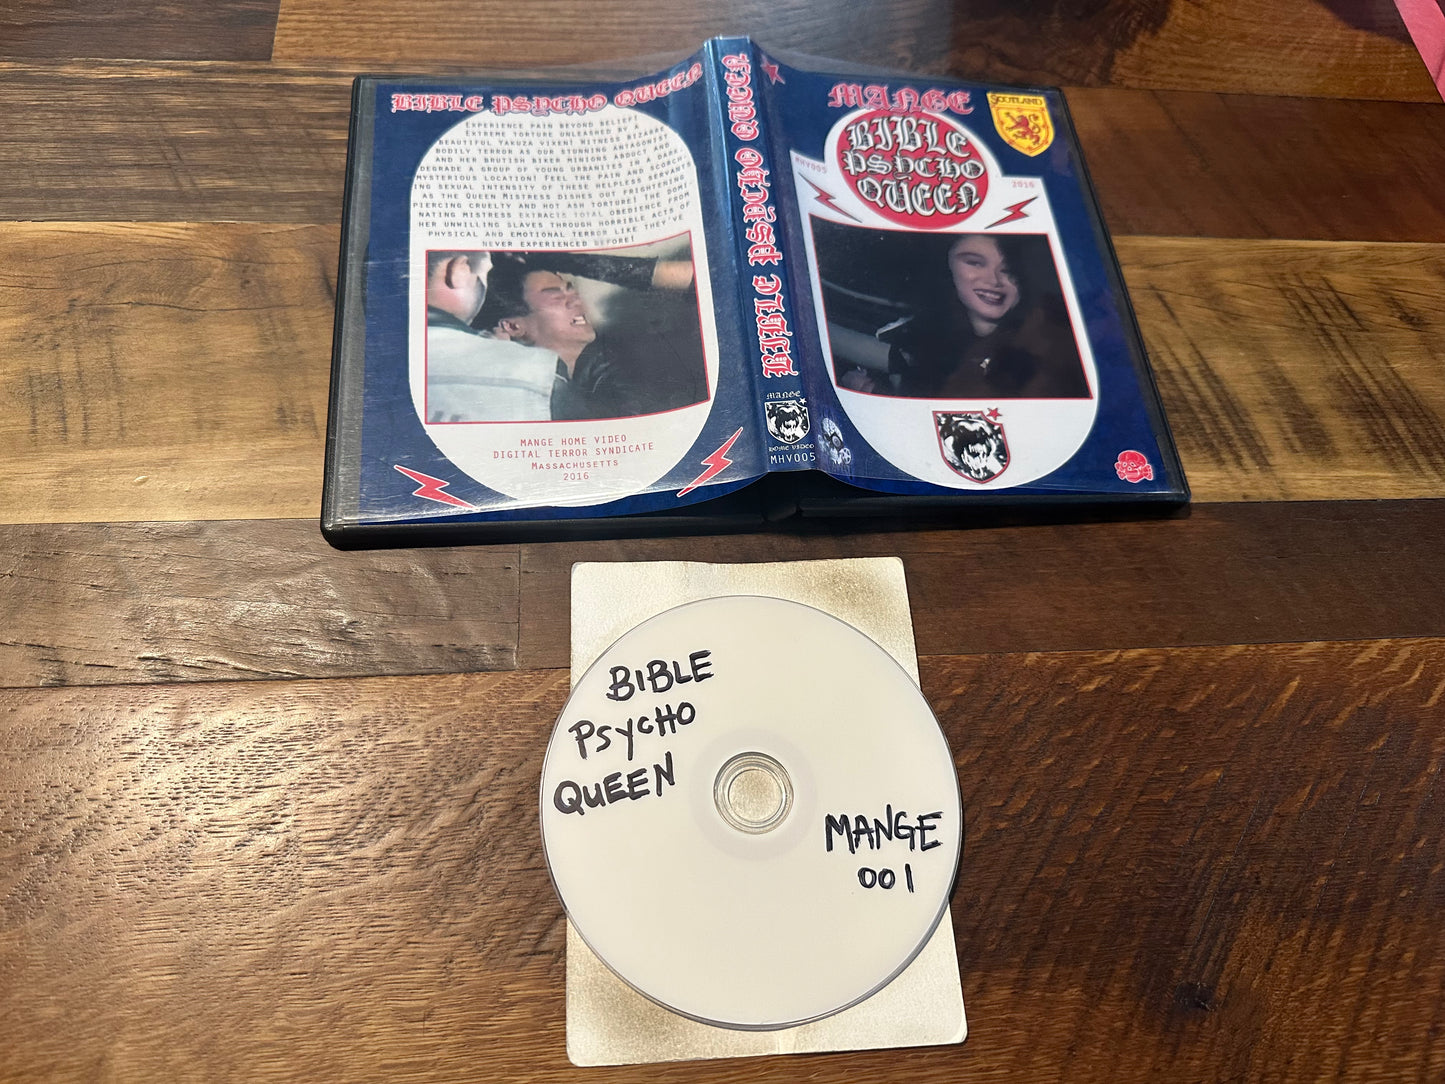 BIBLE PSYCHO QUEEN
EXPERIENCE PAIN BEYOND BELIEF!
EXTREME TORTURE UNLEASHED BY A
BEAUTIFUL YAKUZA VIXEN! WITNESS BIZARRE
BODILY TERROR AS OUR STUNNING ANTAGONIST
AND HER BRUTISH BIKER MINIONS ABDUCT AND
DEGRADE A GROUP OF YOUNG URBANITES IN A DARK,
MYSTERIOUS LOCATION! FEEL THE PAIN AND SCORCH-
ING SEXUAL INTENSITY OF THESE HELPLESS SERVANTS
AS THE QUEEN MISTRESS DISHES OUT FRIGHTENING
PIERCING CRUELTY AND HOT ASH TORTURE! THE DOMI-
NATING MISTRESS EXTRACTS TOTAL OBEDIENCE FROM
HER UNWILLING SLAVES THROUGH HORRIBLE ACTS OF
PHYSICAL AND EMOTIONAL TERROR LIKE THEY'VE
NEVER EXPERIENCED BEFORE!
MANGE HOME VIDEO
DIGITAL TERROR SYNDICATE
MASSACHUSETTS
2016
BIBLE PSYCHO QUEEN
MANGE
HOME VIDEO
MHV005
MANGE
SCOTLAND
BIBLE
PSYCHO
QUEEN
MHV005
2016
BIBLE
PSYCHO
QUEEN
MANGE
001